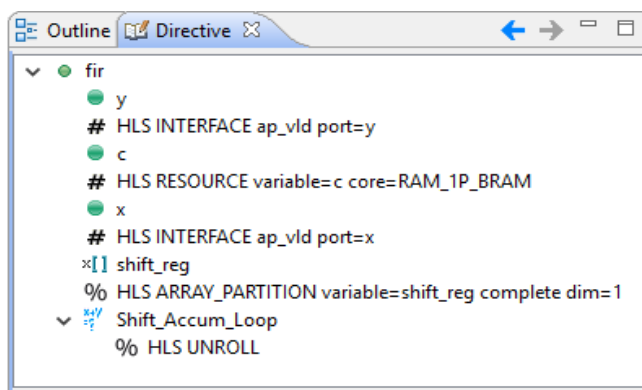 Outline Directive
fir
y
# HLS INTERFACE ap_vld port=y
c
# HLS RESOURCE variable=c core=RAM_1P_BRAM
x
# HLS INTERFACE ap_vld port=x
x[] shift_reg
% HLS ARRAY_PARTITION variable=shift_reg complete dim=1
Shift_Accum_Loop
% HLS UNROLL